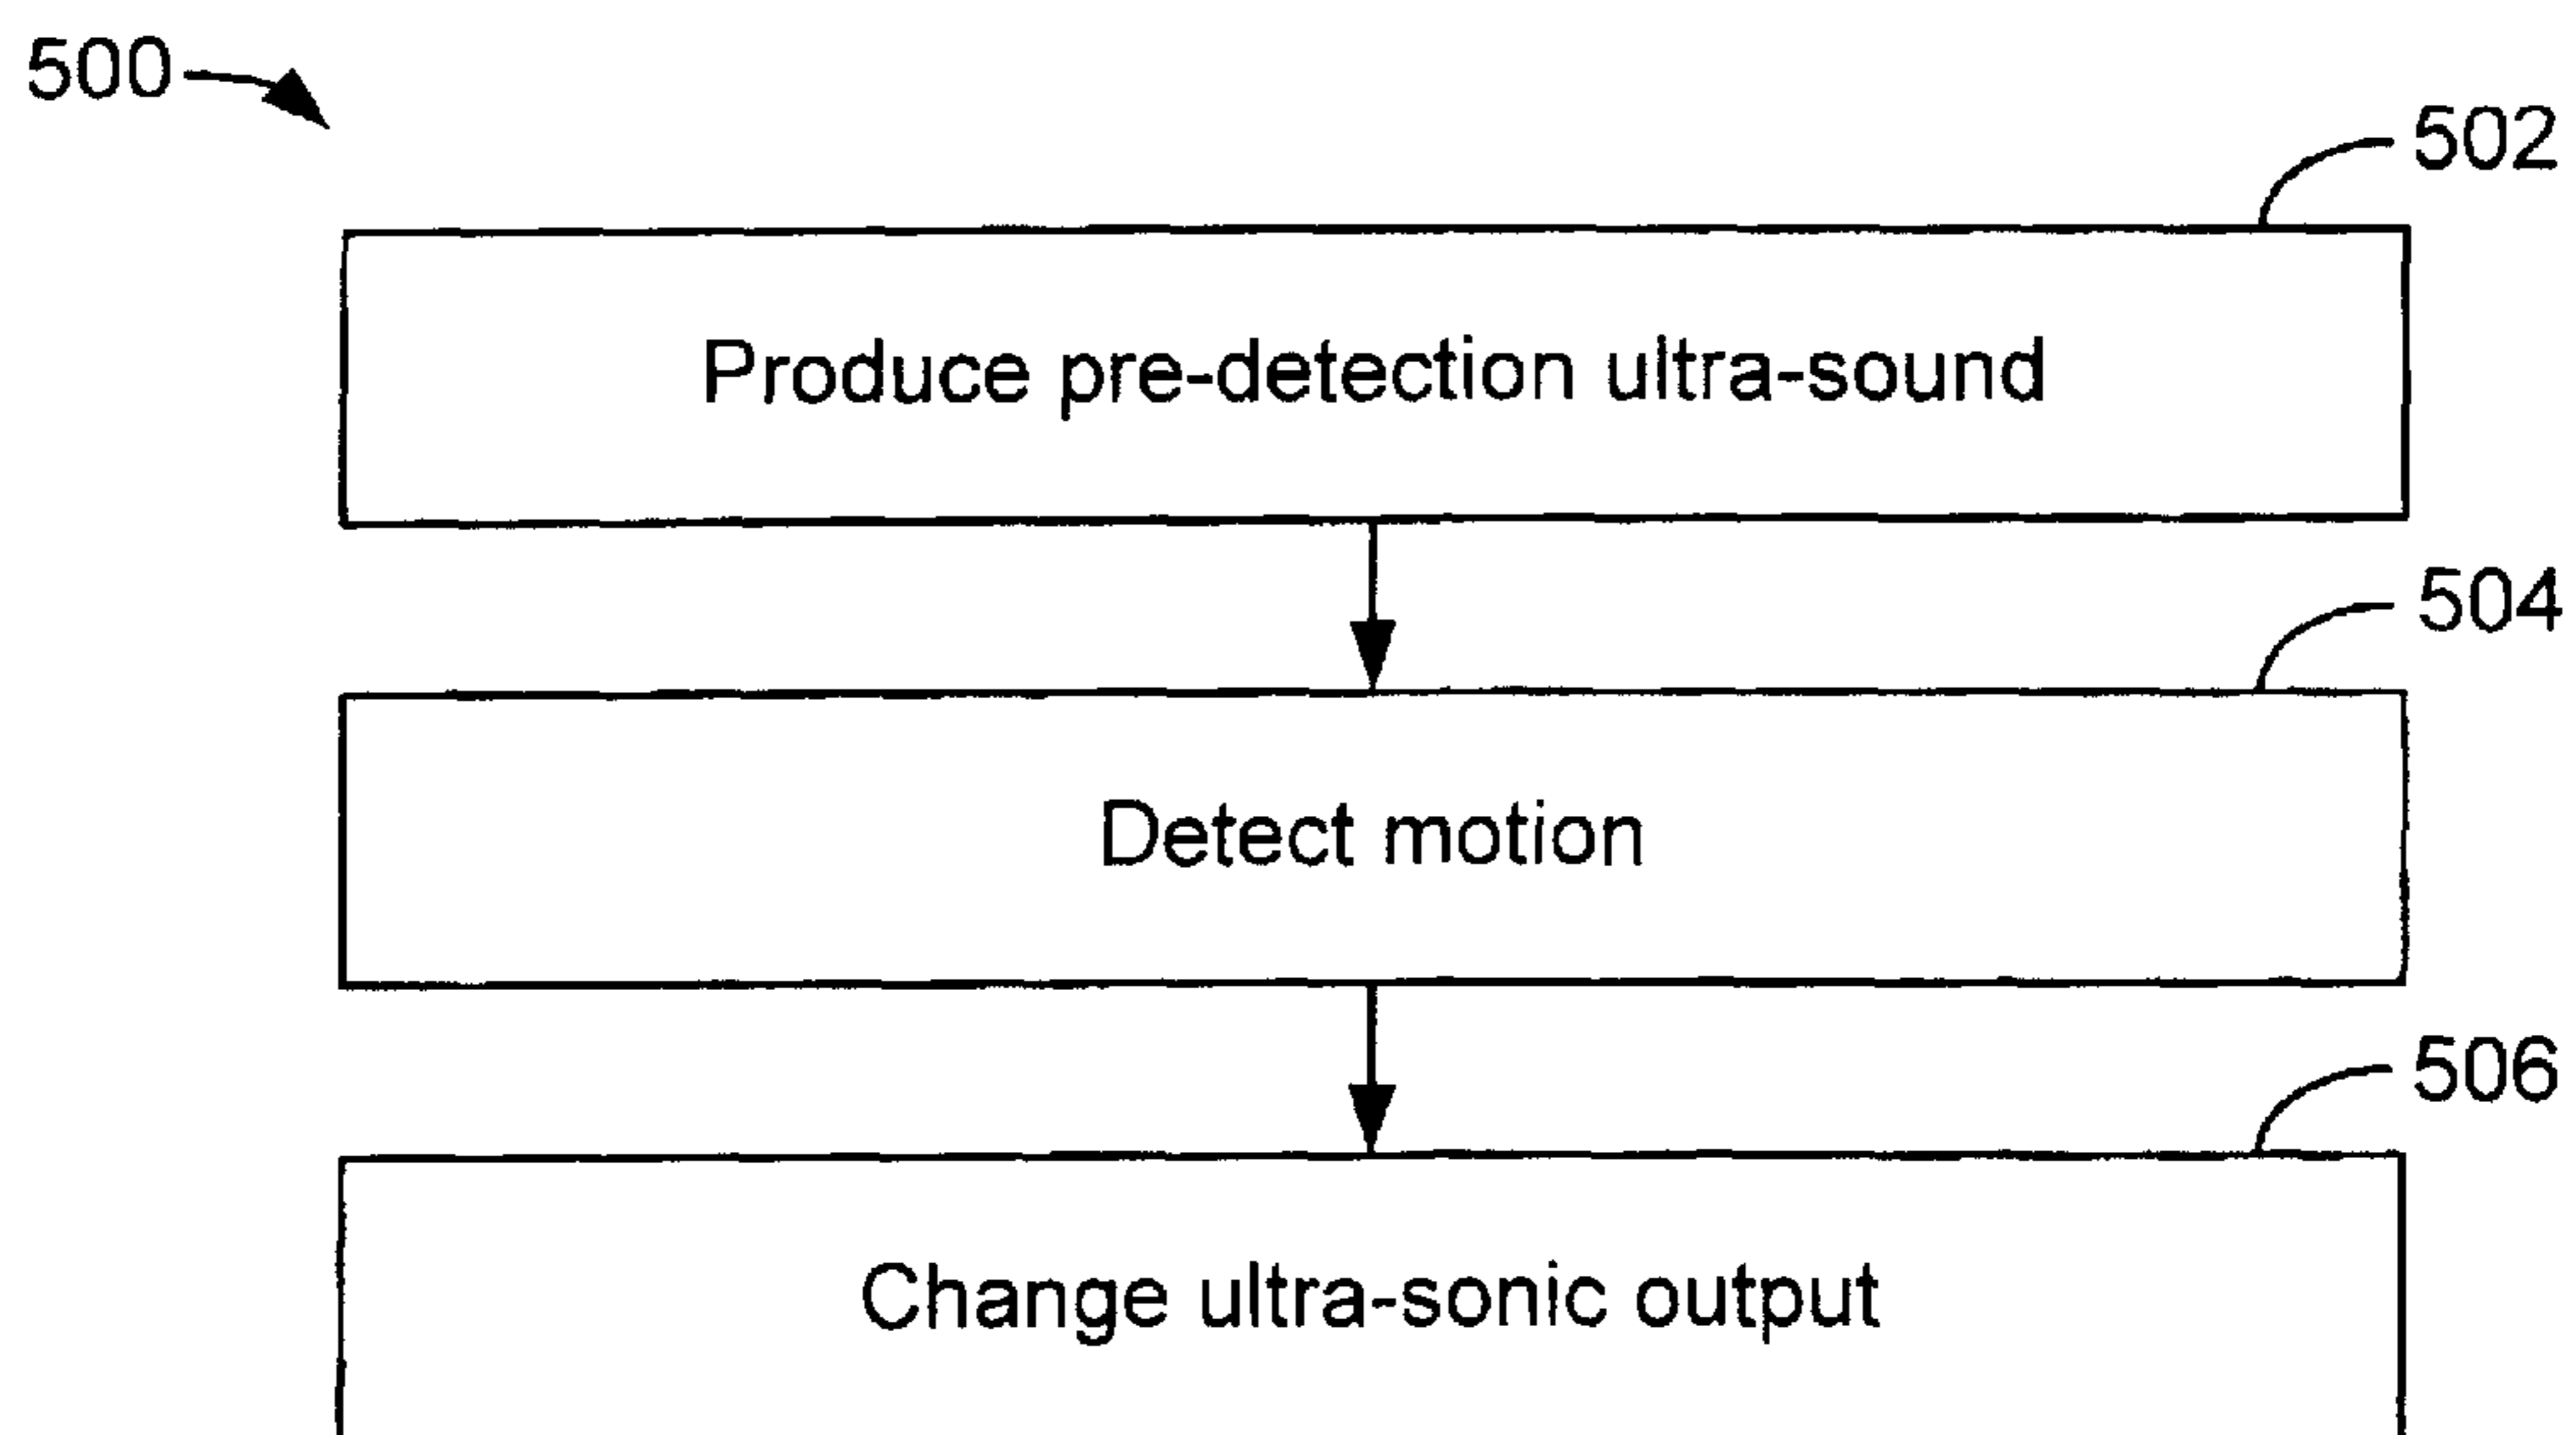 500
502
Produce pre-detection ultra-sound
504
Detect motion
506
Change ultra-sonic output